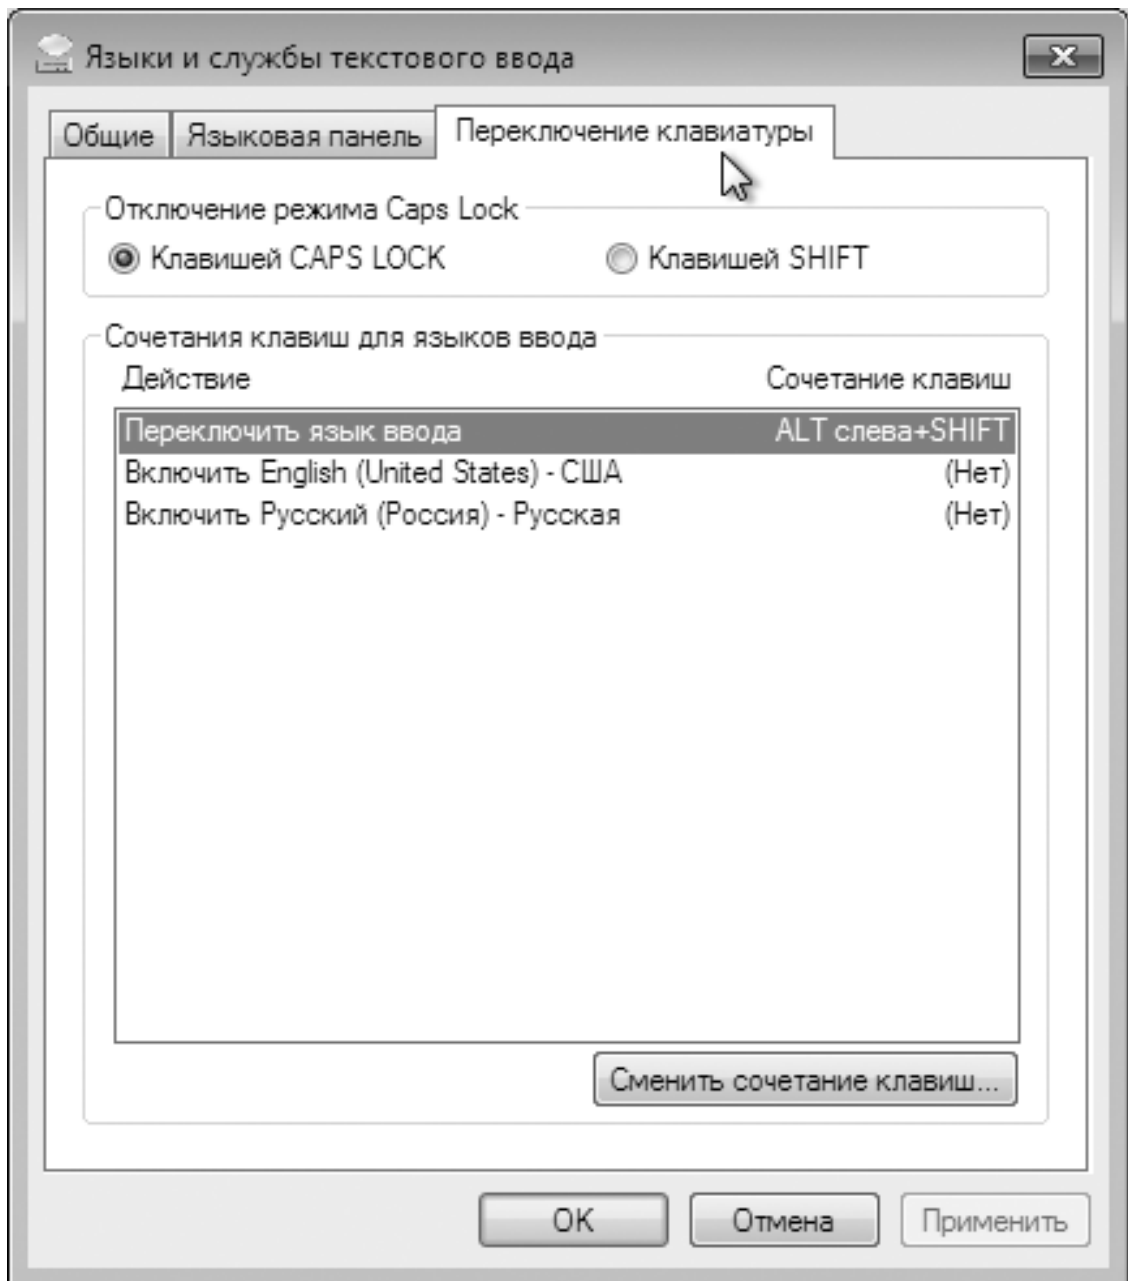 Языки и службы текстового ввода
Общие Языковая панель Переключение клавиатуры
Отключение режима Caps Lock
Клавишей CAPS LOCK Клавишей SHIFT
Сочетания клавиш для языков ввода
Действие Сочетание клавиш
Переключить язык ввода ALT слева+SHIFT
Включить English (United States) - США (Нет)
Включить Русский (Россия) - Русская (Нет)
Сменить сочетание клавиш...
ОК Отмена Применить